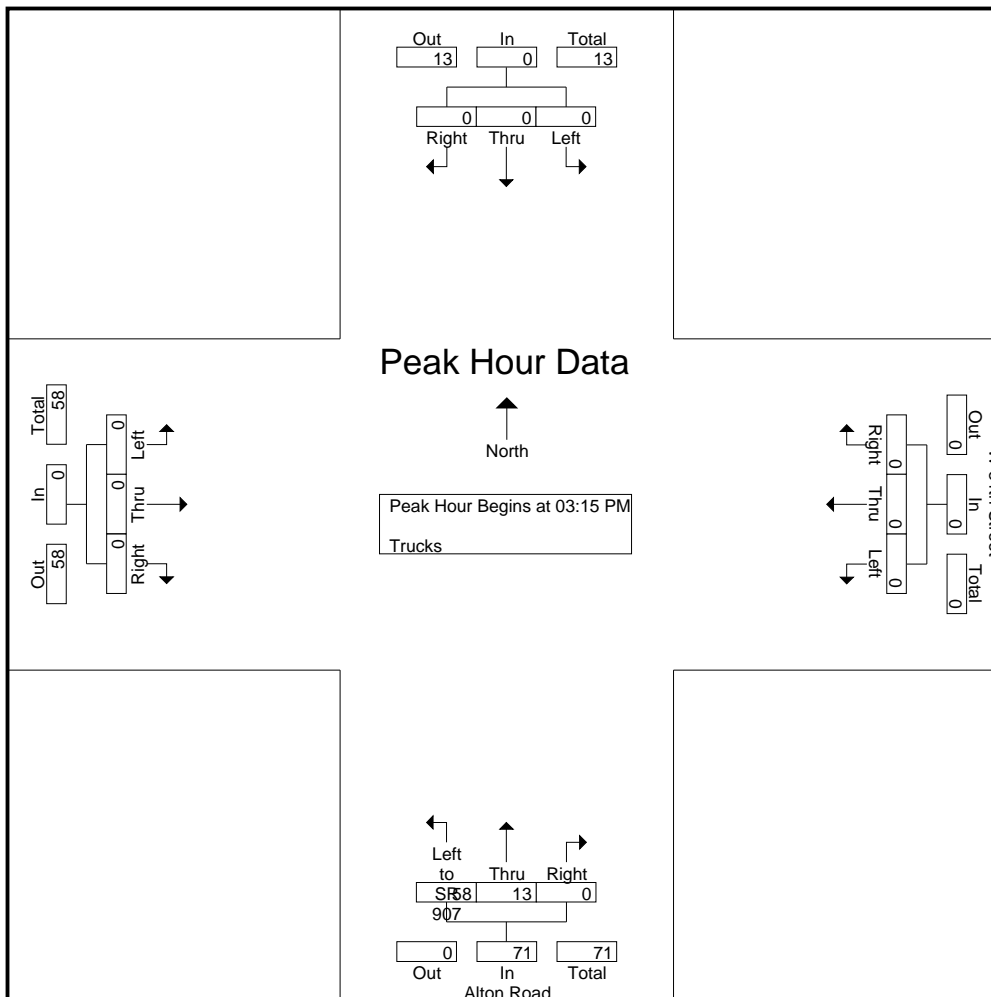 Out In Total
13 0 13
0 0 0
Right Thru Left
Peak Hour Data
North
Peak Hour Begins at 03:15 PM
Trucks
Total In Out
58 0 58
0 0 0
Left Thru Right
Right Thru Left
0 0 0
0 0 0
Out In Total
Left
to Thru Right
SR 58 13 0
907
0 71 71
Out In Total
Alton Road